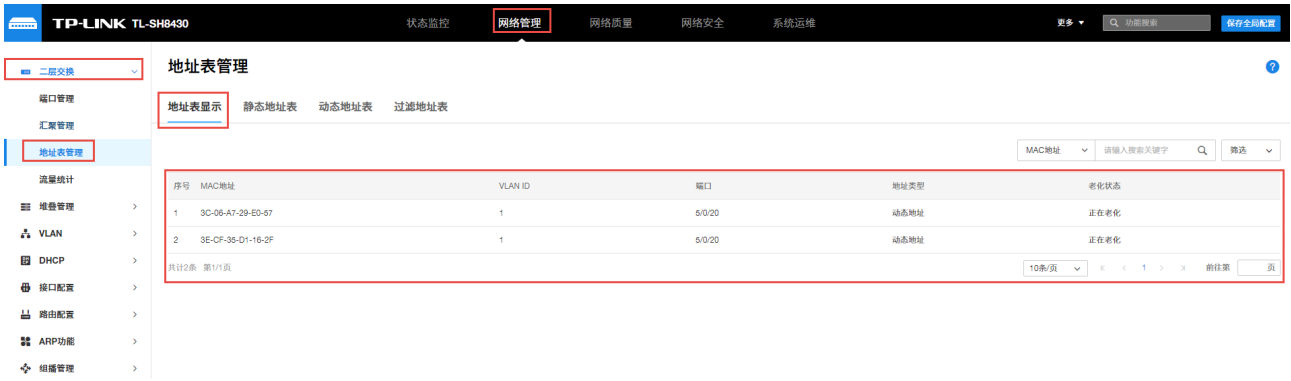 TP-LINK TL-SH8430 状态监控 网络管理 网络质量 网络安全 系统运维 更多 功能搜索 保存全局配置
二层交换
端口管理
汇聚管理
地址表管理
流量统计
堆叠管理
VLAN
DHCP
接口配置
路由配置
ARP功能
组播管理
地址表管理 ?
地址表显示 静态地址表 动态地址表 过滤地址表
MAC地址 请输入搜索关键字 筛选
序号 MAC地址 VLAN ID 端口 地址类型 老化状态
1 3C-06-A7-29-E0-57 1 5/0/20 动态地址 正在老化
2 3E-CF-35-D1-16-2F 1 5/0/20 动态地址 正在老化
共计2条 第1/1页 10条/页 1 前往第 页